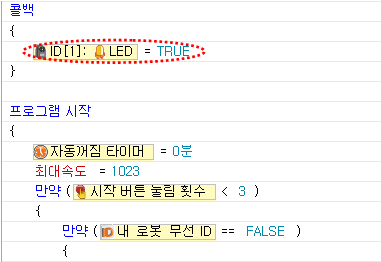 콜백
{
ID[1]: LED = TRUE
}
프로그램 시작
{
자동꺼짐 타이머 = 0분
최대속도 = 1023
만약 ( 시작 버튼 눌림 횟수 < 3 )
{
만약 ( ID 내 로봇 무선 ID == FALSE )
{